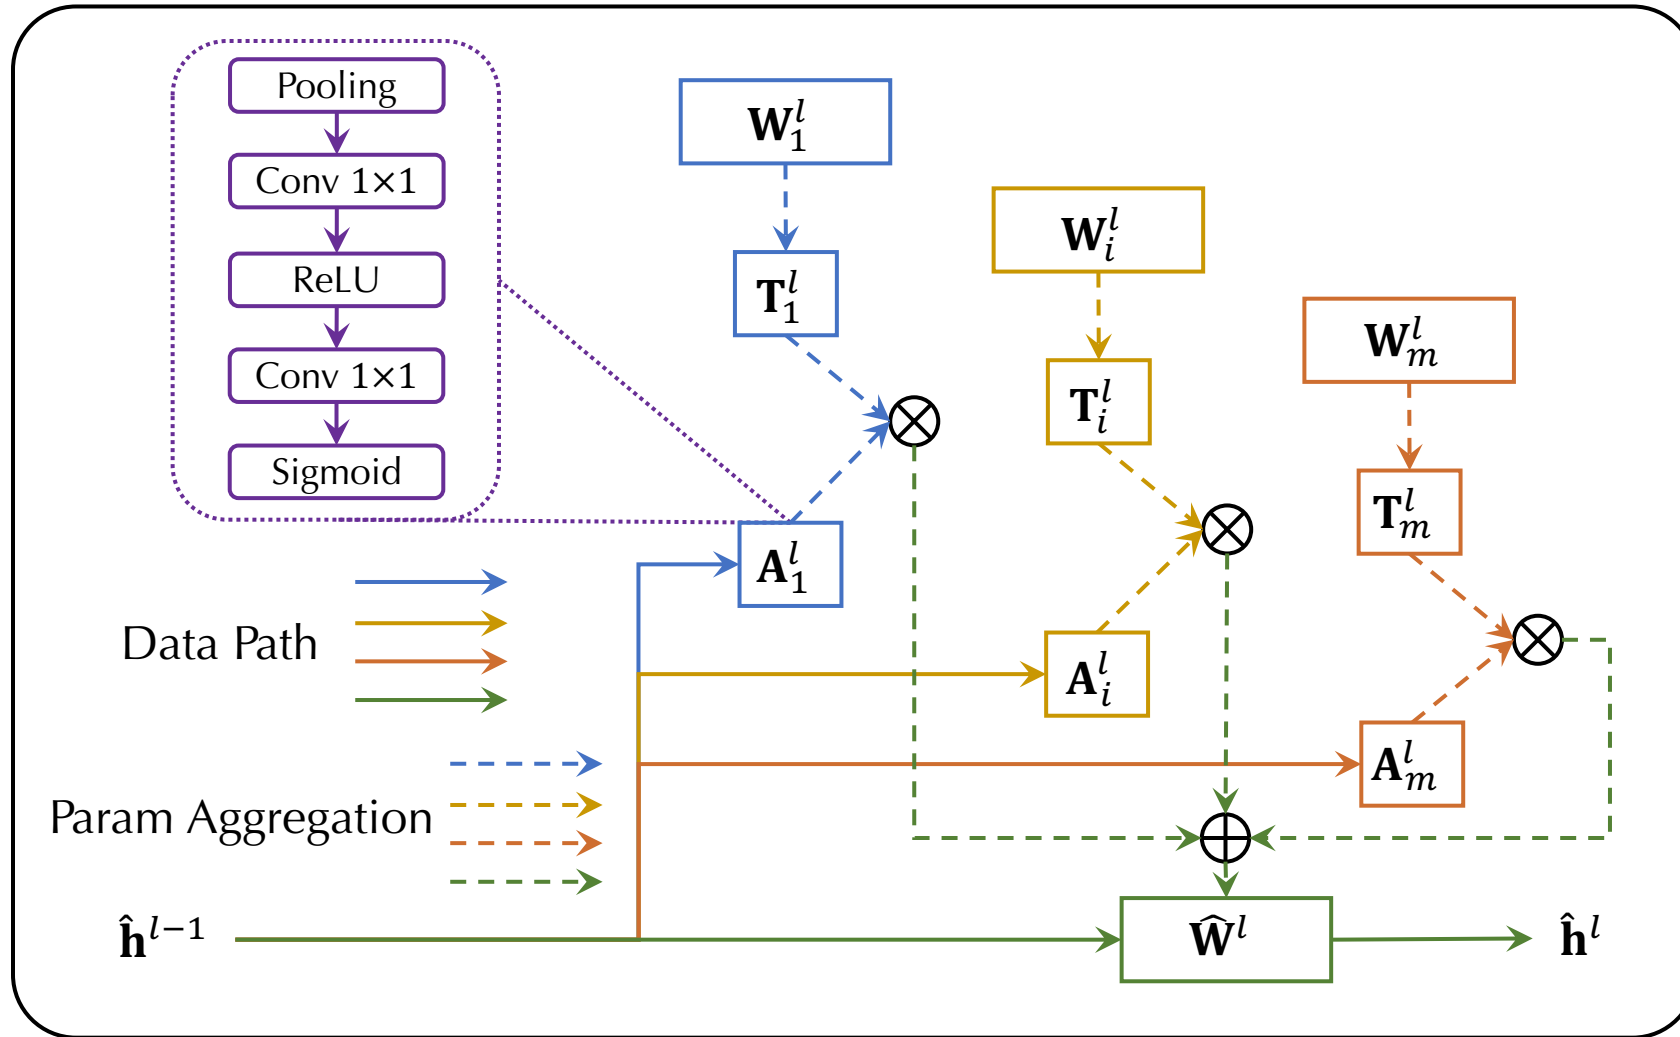 Pooling
Conv 1×1
ReLU
Conv 1×1
Sigmoid
W_1^l
T_1^l
A_1^l
W_i^l
T_i^l
A_i^l
W_m^l
T_m^l
A_m^l
Data Path
Param Aggregation
ĥ^{l−1}
Ŵ^l
ĥ^l